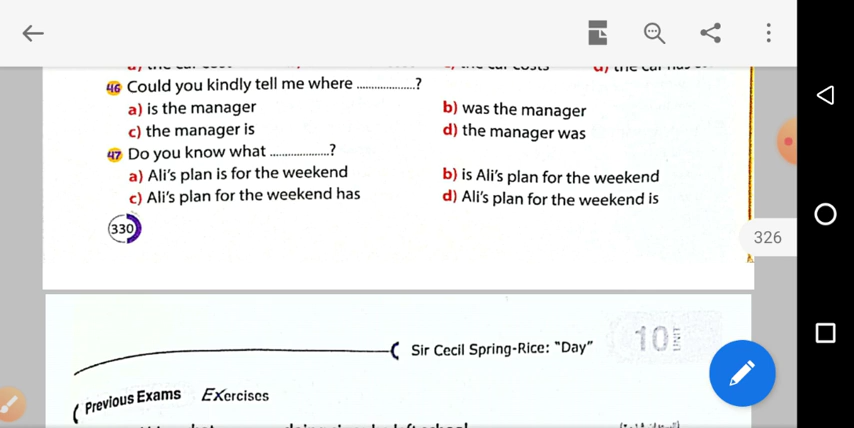 46 Could you kindly tell me where ..................?
a) is the manager
b) was the manager
c) the manager is
d) the manager was
47 Do you know what ..................?
a) Ali's plan is for the weekend
b) is Ali's plan for the weekend
c) Ali's plan for the weekend has
d) Ali's plan for the weekend is
330
326
Sir Cecil Spring-Rice: "Day"
10
UNIT
Previous Exams Exercises